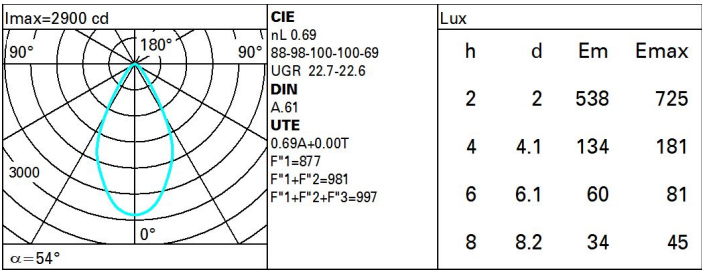 Imax=2900 cd
90°
180°
90°
3000
0°
α=54°
CIE
nL 0.69
88-98-100-100-69
UGR 22.7-22.6
DIN
A.61
UTE
0.69A+0.00T
F"1=877
F"1+F"2=981
F"1+F"2+F"3=997
Lux
h d Em Emax
2 2 538 725
4 4.1 134 181
6 6.1 60 81
8 8.2 34 45